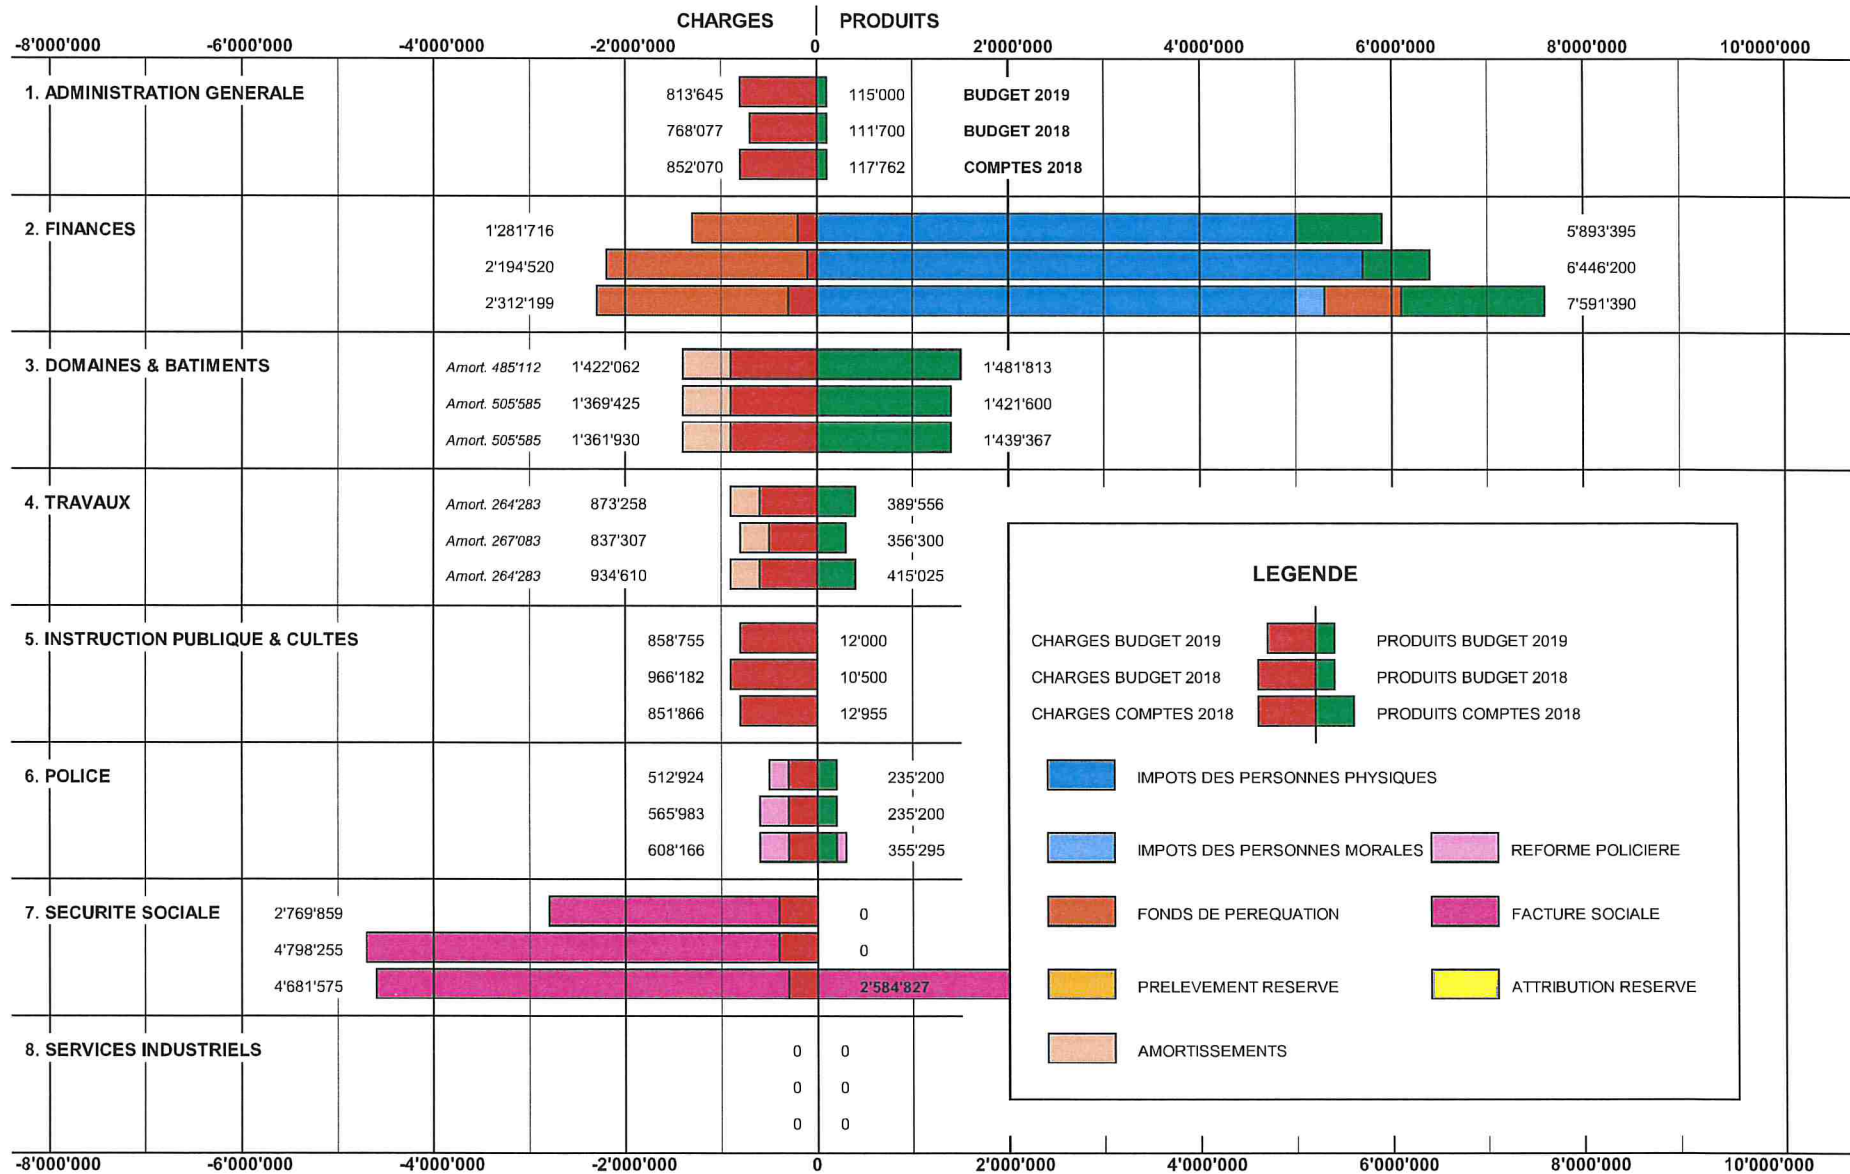 CHARGES PRODUITS
-8'000'000 -6'000'000 -4'000'000 -2'000'000 0 2'000'000 4'000'000 6'000'000 8'000'000 10'000'000
1. ADMINISTRATION GENERALE 813'645 115'000 BUDGET 2019
768'077 111'700 BUDGET 2018
852'070 117'762 COMPTES 2018
2. FINANCES 1'281'716 5'893'395
2'194'520 6'446'200
2'312'199 7'591'390
3. DOMAINES & BATIMENTS Amort. 485'112 1'422'062 1'481'813
Amort. 505'585 1'369'425 1'421'600
Amort. 505'585 1'361'930 1'439'367
4. TRAVAUX Amort. 264'283 873'258 389'556
Amort. 267'083 837'307 356'300
Amort. 264'283 934'610 415'025
5. INSTRUCTION PUBLIQUE & CULTES 858'755 12'000
966'182 10'500
851'866 12'955
6. POLICE 512'924 235'200
565'983 235'200
608'166 355'295
7. SECURITE SOCIALE 2'769'859 0
4'798'255 0
4'681'575 2'584'827
8. SERVICES INDUSTRIELS 0 0
0 0
0 0
LEGENDE
CHARGES BUDGET 2019 PRODUITS BUDGET 2019
CHARGES BUDGET 2018 PRODUITS BUDGET 2018
CHARGES COMPTES 2018 PRODUITS COMPTES 2018
IMPOTS DES PERSONNES PHYSIQUES
IMPOTS DES PERSONNES MORALES REFORME POLICIERE
FONDS DE PEREQUATION FACTURE SOCIALE
PRELEVEMENT RESERVE ATTRIBUTION RESERVE
AMORTISSEMENTS
-8'000'000 -6'000'000 -4'000'000 -2'000'000 0 2'000'000 4'000'000 6'000'000 8'000'000 10'000'000